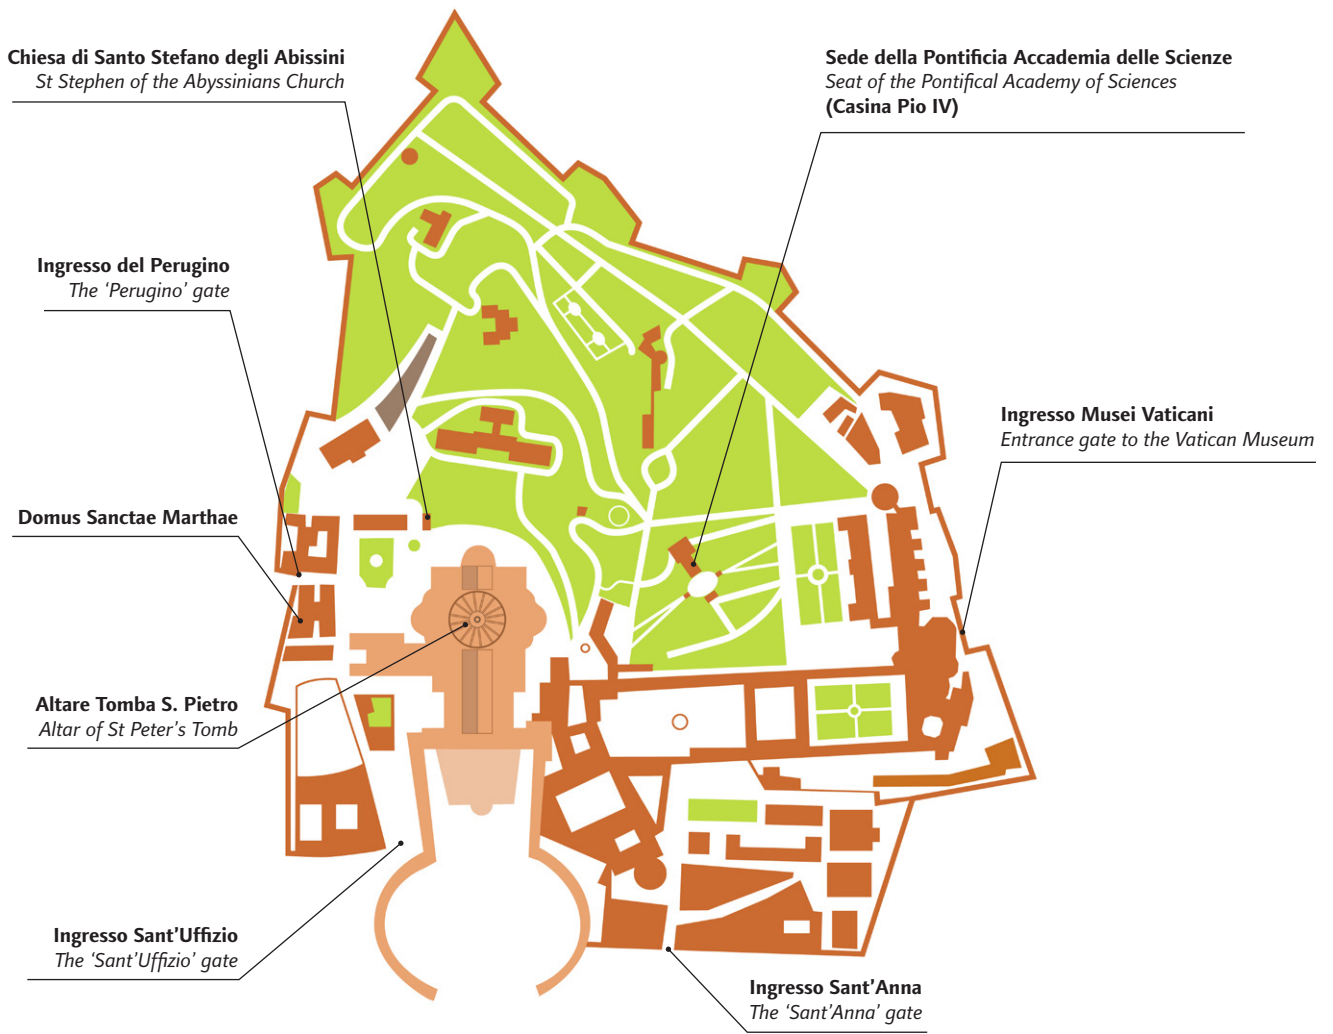 Chiesa di Santo Stefano degli Abissini
St Stephen of the Abyssinians Church
Sede della Pontificia Accademia delle Scienze
Seat of the Pontifical Academy of Sciences
(Casina Pio IV)
Ingresso del Perugino
The ‘Perugino’ gate
Ingresso Musei Vaticani
Entrance gate to the Vatican Museum
Domus Sanctae Marthae
Altare Tomba S. Pietro
Altar of St Peter’s Tomb
Ingresso Sant’Uffizio
The ‘Sant’Uffizio’ gate
Ingresso Sant’Anna
The ‘Sant’Anna’ gate